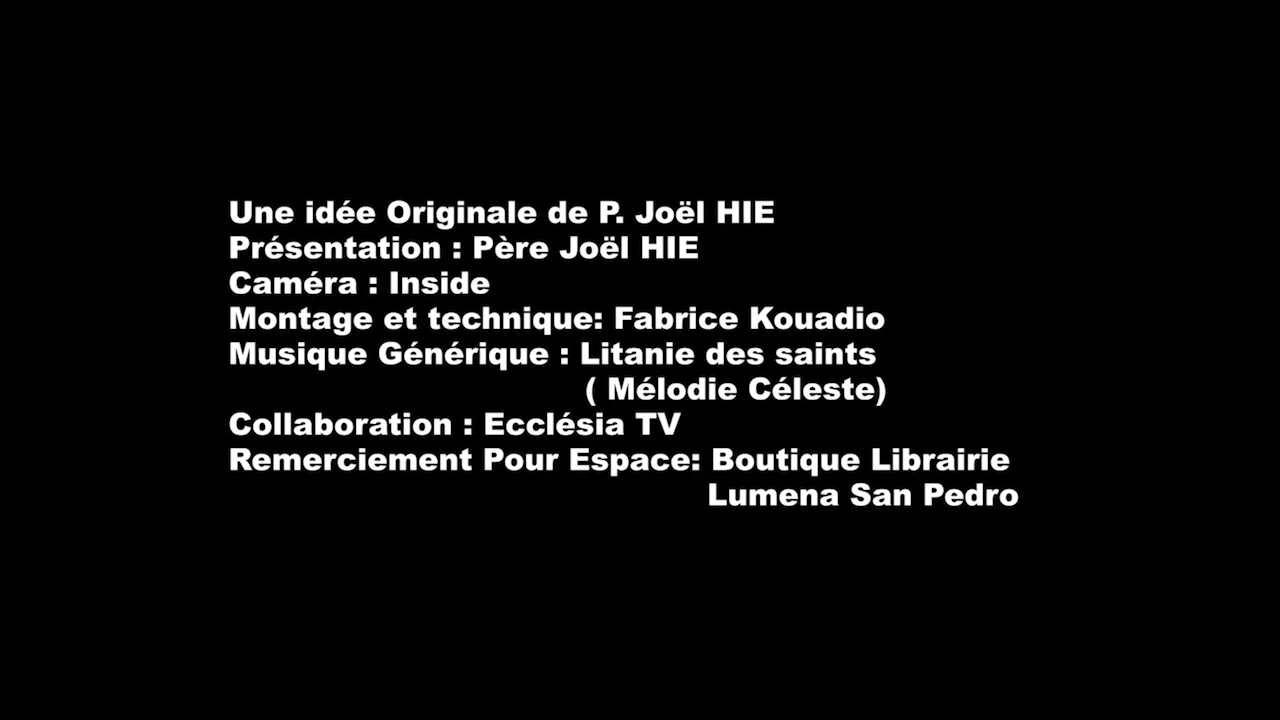 Une idée Originale de P. Joël HIE
Présentation : Père Joël HIE
Caméra : Inside
Montage et technique: Fabrice Kouadio
Musique Générique : Litanie des saints
( Mélodie Céleste)
Collaboration : Ecclésia TV
Remerciement Pour Espace: Boutique Librairie
Lumena San Pedro